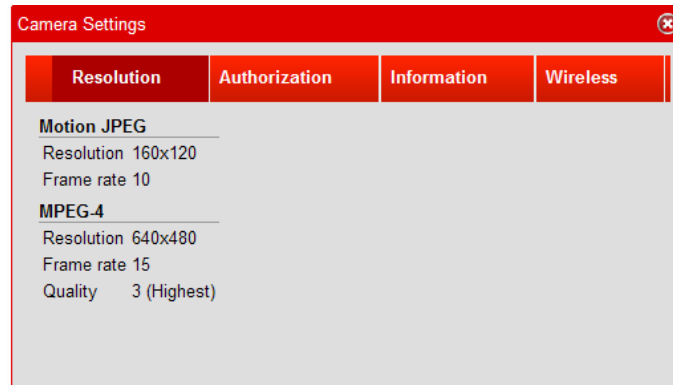 Camera Settings
Resolution Authorization Information Wireless
Motion JPEG
Resolution 160x120
Frame rate 10
MPEG-4
Resolution 640x480
Frame rate 15
Quality 3 (Highest)